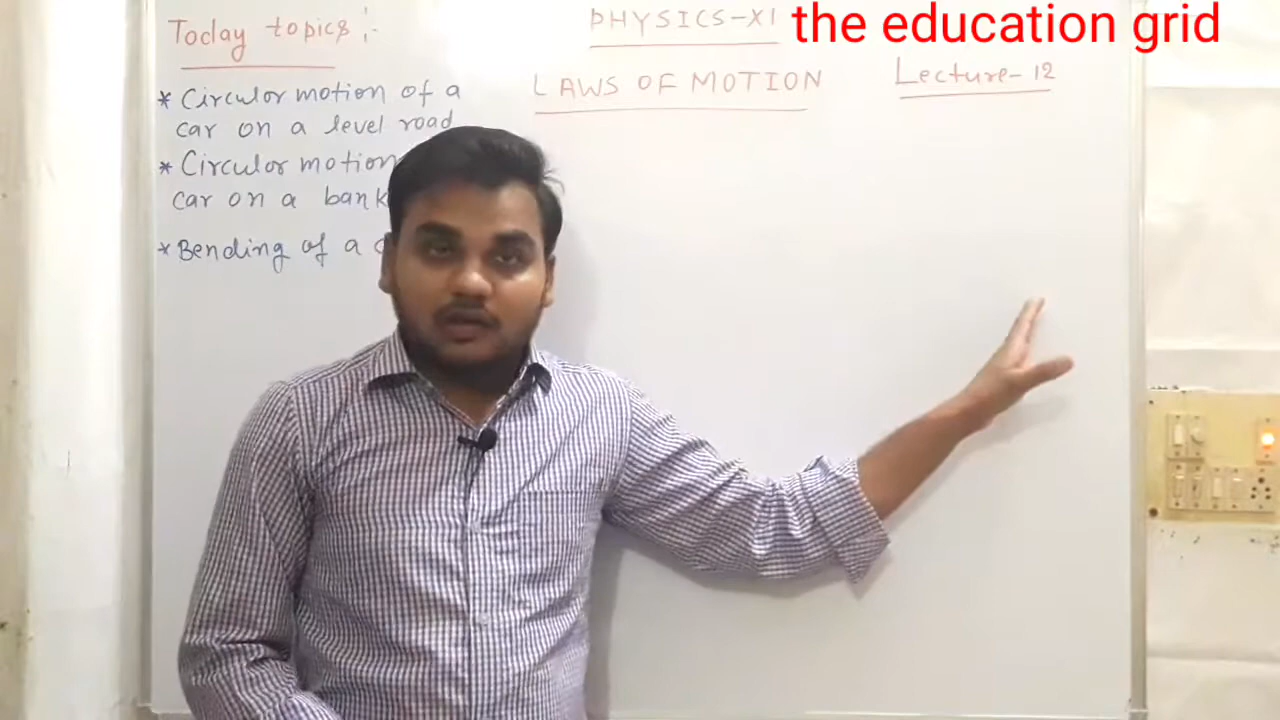 Today topics :-
PHYSICS-XI
the education grid
LAWS OF MOTION
Lecture-12
* Circular motion of a
car on a level road
* Circular motion
car on a bank
* Bending of a